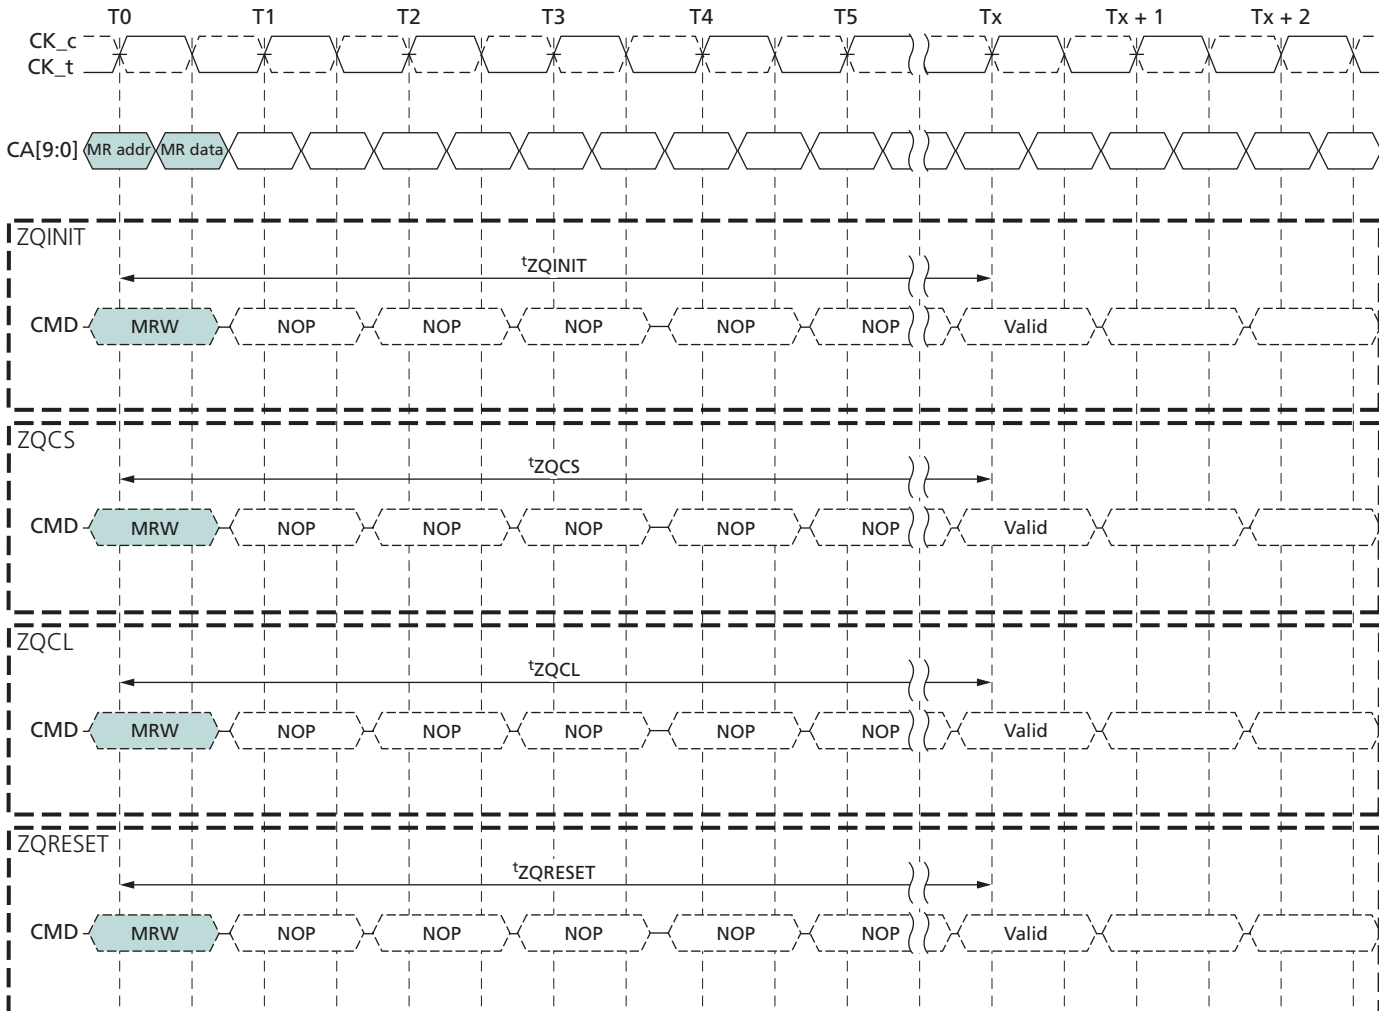 T0 T1 T2 T3 T4 T5 Tx Tx + 1 Tx + 2
CK_c
CK_t
CA[9:0] MR addr MR data
ZQINIT
tZQINIT
CMD MRW NOP NOP NOP NOP NOP Valid
ZQCS
tZQCS
CMD MRW NOP NOP NOP NOP NOP Valid
ZQCL
tZQCL
CMD MRW NOP NOP NOP NOP NOP Valid
ZQRESET
tZQRESET
CMD MRW NOP NOP NOP NOP NOP Valid